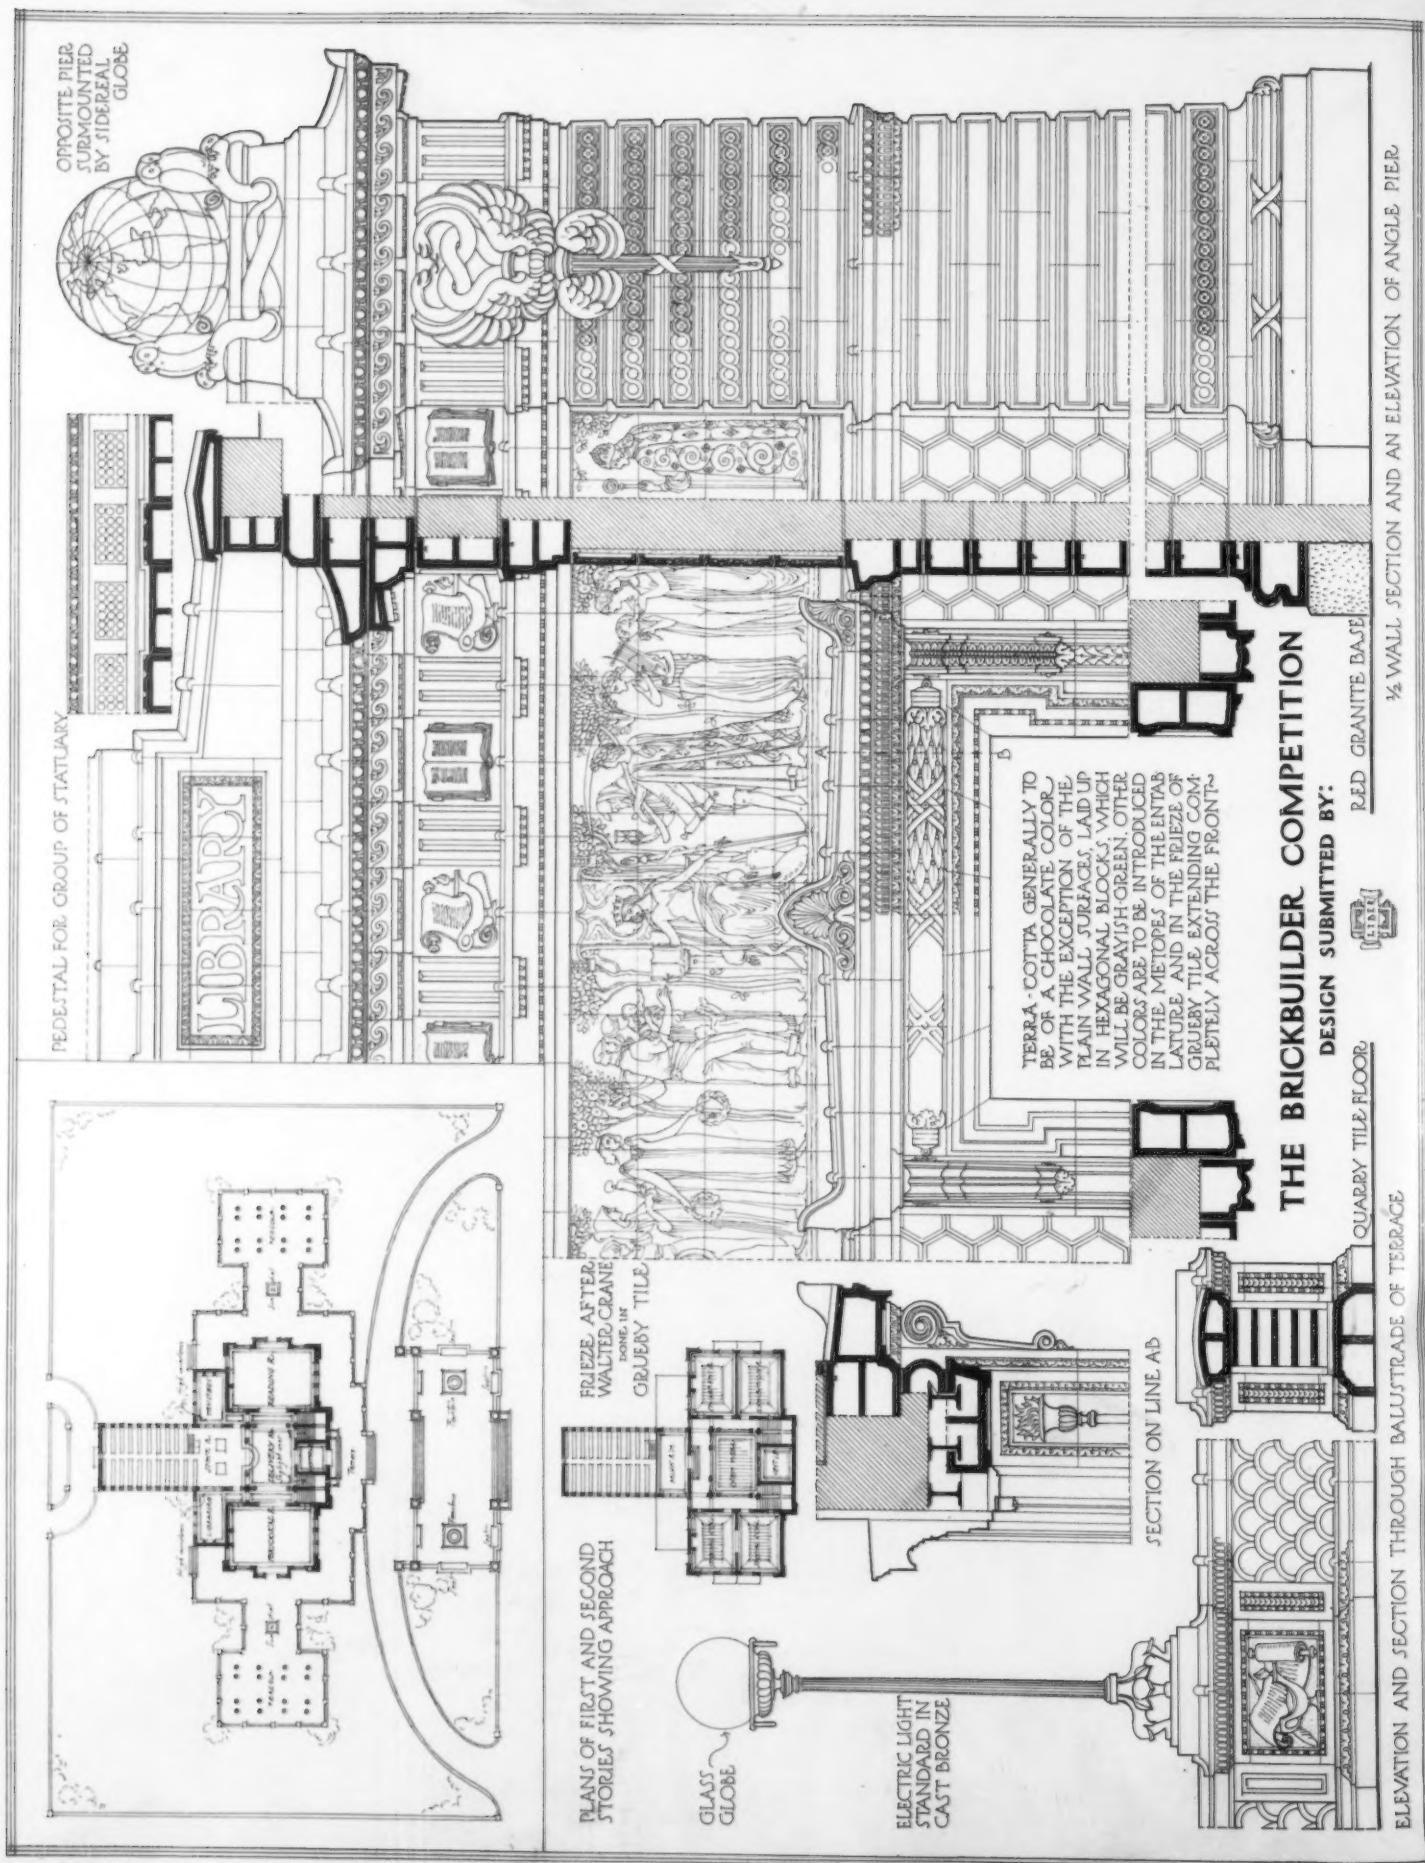 OPPOSITE PIER
SURMOUNTED
BY SIDEREAL
GLOBE
PEDESTAL FOR GROUP OF STATUARY
LIBRARY
PLANS OF FIRST AND SECOND
STORIES SHOWING APPROACH
FRIEZE AFTER
WALTER CRANE
DONE IN
GRUEBY TILE
GLASS
GLOBE
ELECTRIC LIGHT
STANDARD IN
CAST BRONZE
SECTION ON LINE AB
A
B
TERRA-COTTA GENERALLY TO
BE OF A CHOCOLATE COLOR,
WITH THE EXCEPTION OF THE
PLAIN WALL SURFACES, LAID UP
IN HEXAGONAL BLOCKS, WHICH
WILL BE GRAYISH-GREEN. OTHER
COLORS ARE TO BE INTRODUCED
IN THE METOPES OF THE ENTAB
LATURE AND IN THE FRIEZE OF
GRUEBY TILE EXTENDING COM-
PLETELY ACROSS THE FRONT~
THE BRICKBUILDER COMPETITION
DESIGN SUBMITTED BY:
LIBER
QUARRY TILE FLOOR
RED GRANITE BASE
ELEVATION AND SECTION THROUGH BALUSTRADE OF TERRACE
½ WALL SECTION AND AN ELEVATION OF ANGLE PIER
PERGOLA
READING R.
DELIVERY R.
TERRACE
PERGOLA